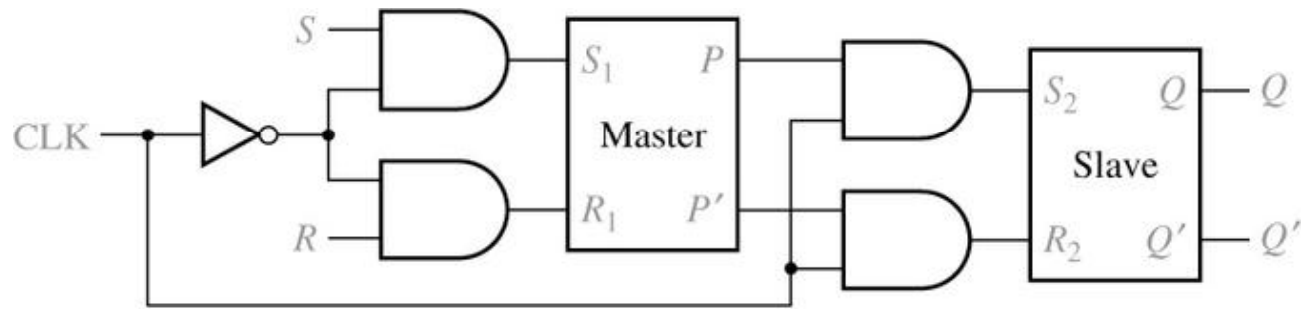 S
S₁ P
S₂ Q Q
CLK
Master
Slave
R
R₁ P'
R₂ Q' Q'